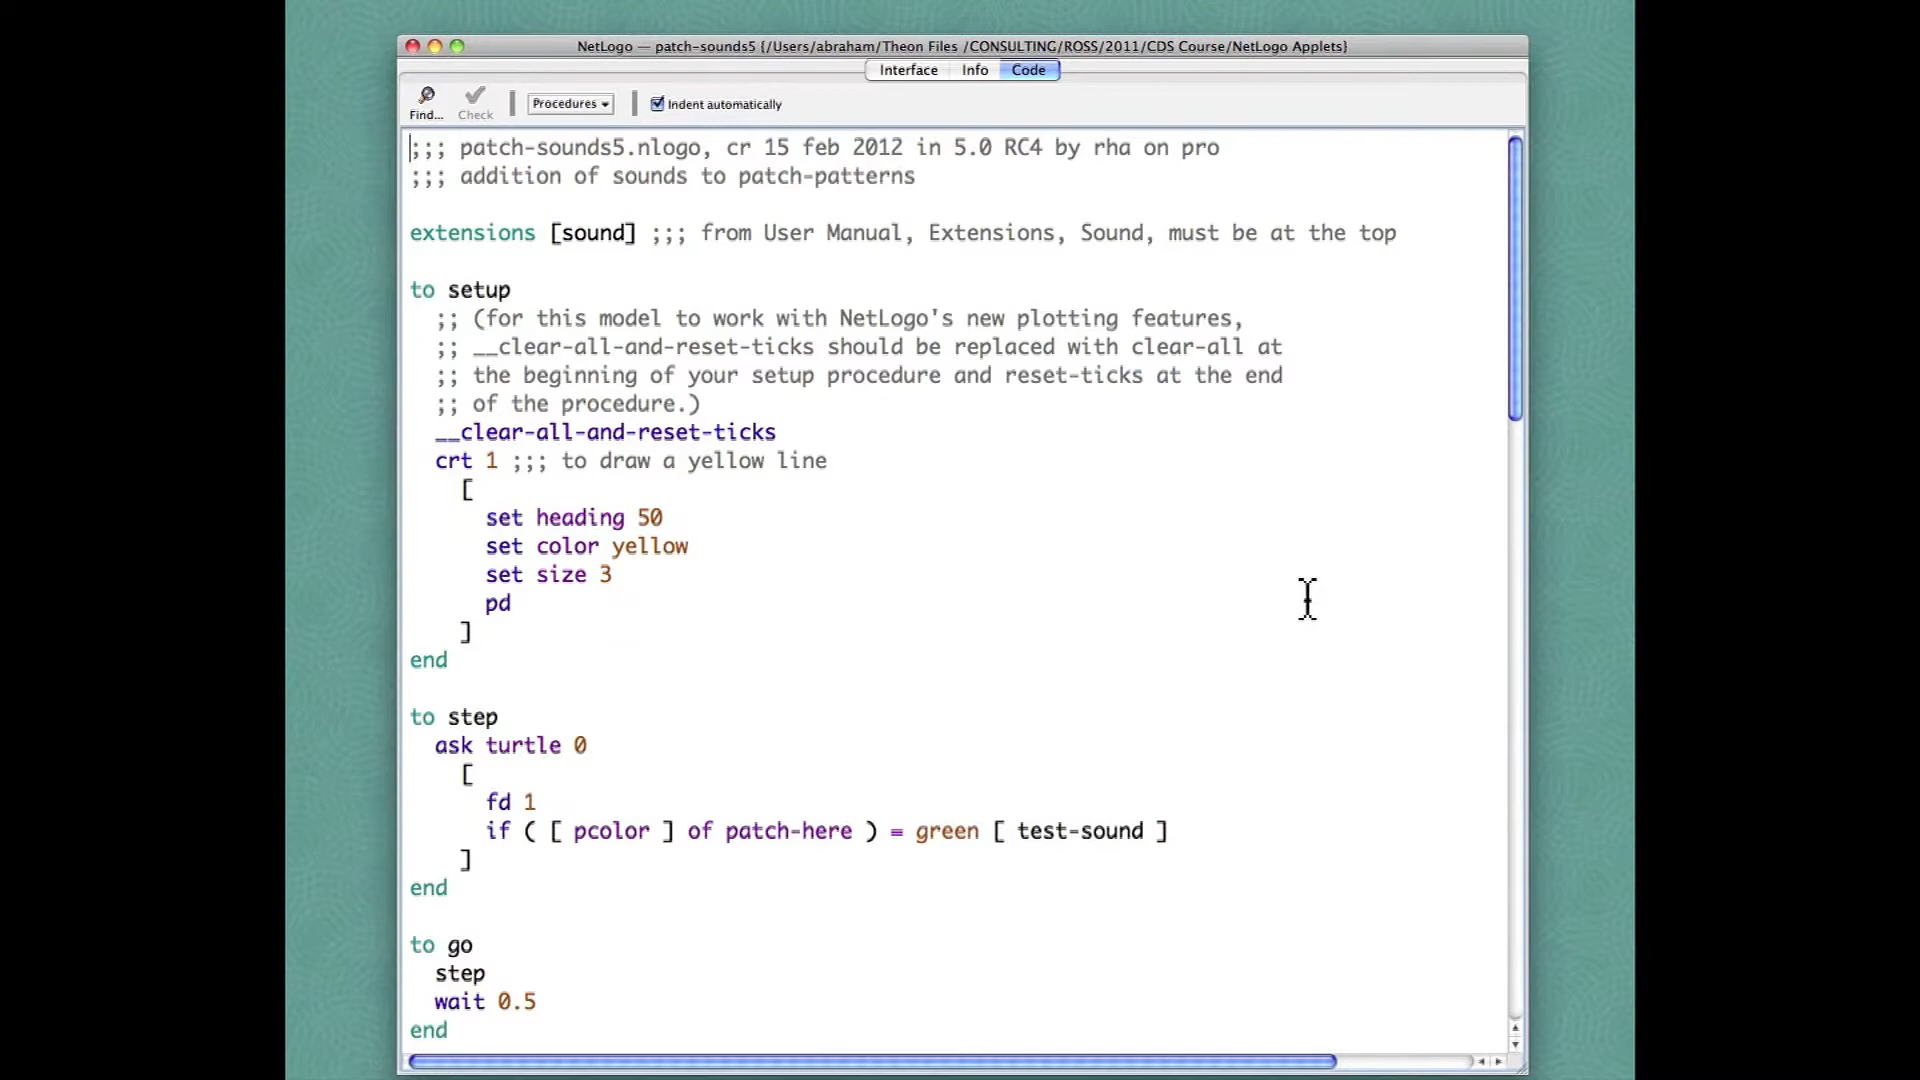 NetLogo — patch-sounds5 {/Users/abraham/Theon Files /CONSULTING/ROSS/2011/CDS Course/NetLogo Applets}
Interface Info Code
Find... Check Procedures Indent automatically
;;; patch-sounds5.nlogo, cr 15 feb 2012 in 5.0 RC4 by rha on pro
;;; addition of sounds to patch-patterns
extensions [sound] ;;; from User Manual, Extensions, Sound, must be at the top
to setup
;; (for this model to work with NetLogo's new plotting features,
;; __clear-all-and-reset-ticks should be replaced with clear-all at
;; the beginning of your setup procedure and reset-ticks at the end
;; of the procedure.)
__clear-all-and-reset-ticks
crt 1 ;;; to draw a yellow line
[
set heading 50
set color yellow
set size 3
pd
]
end
to step
ask turtle 0
[
fd 1
if ( [ pcolor ] of patch-here ) = green [ test-sound ]
]
end
to go
step
wait 0.5
end